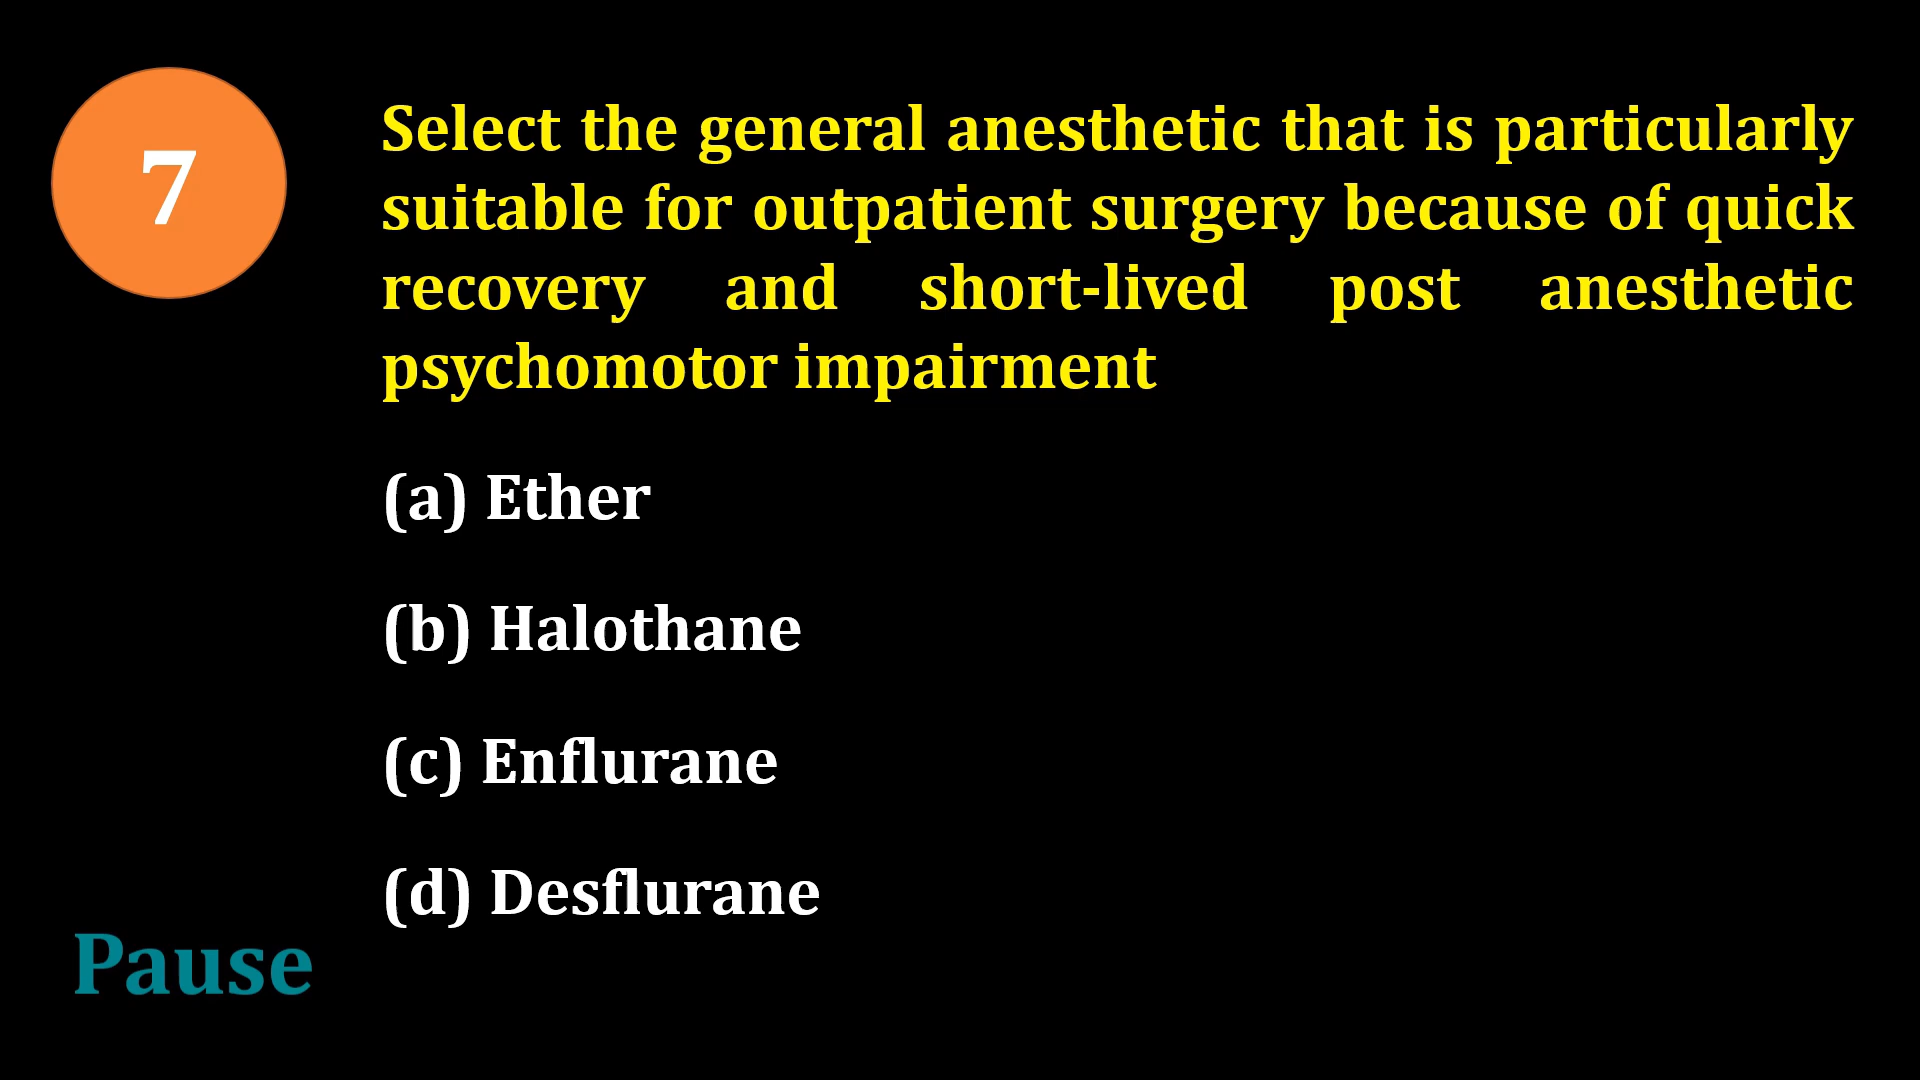 7
Select the general anesthetic that is particularly
suitable for outpatient surgery because of quick
recovery and short-lived post anesthetic
psychomotor impairment
(a) Ether
(b) Halothane
(c) Enflurane
(d) Desflurane
Pause